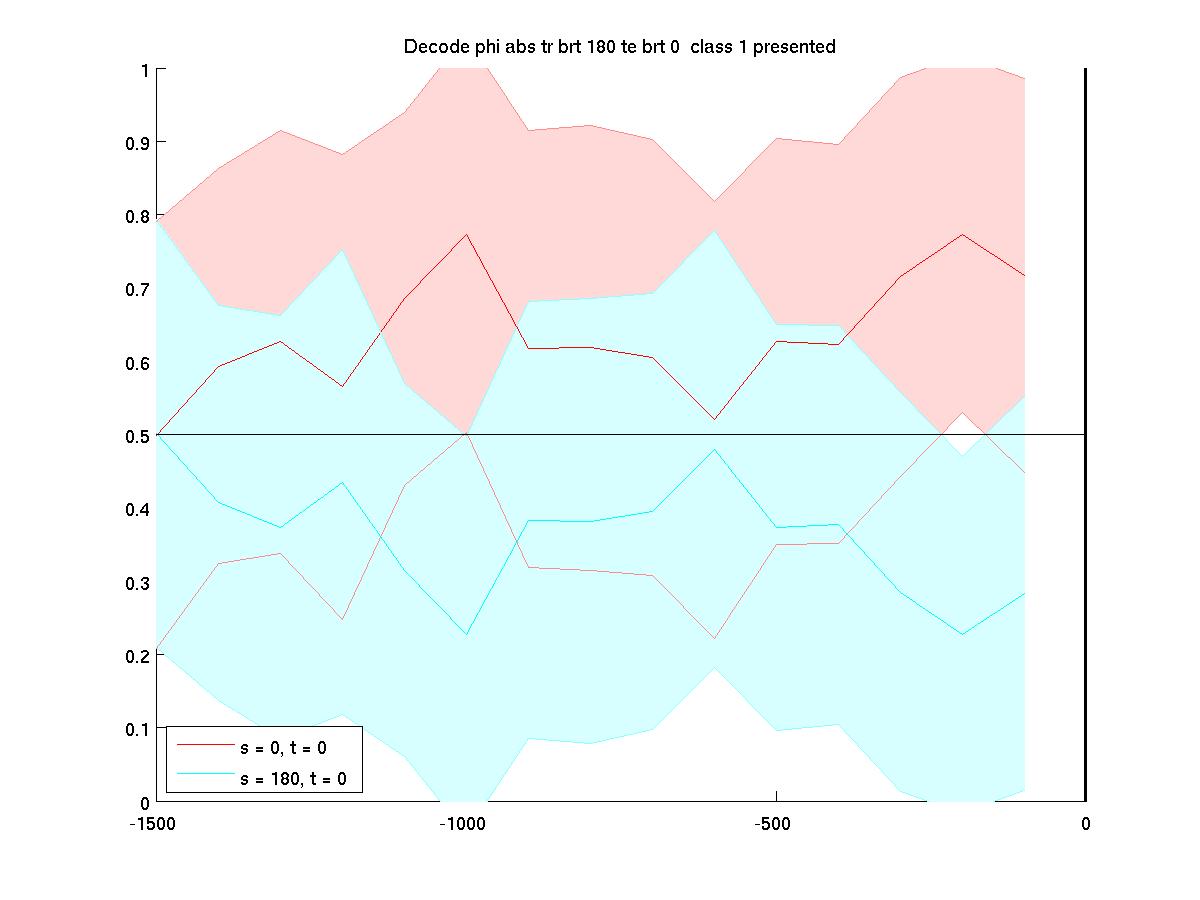 Decode phi abs tr brt 180 te brt 0  class 1 presented
1
0.9
0.8
0.7
0.6
0.5
0.4
0.3
0.2
0.1
0
s = 0, t = 0
s = 180, t = 0
-1500 -1000 -500 0